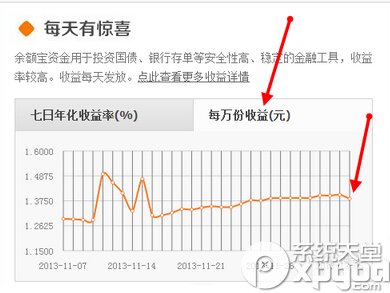 每天有惊喜
余额宝资金用于投资国债、银行存单等安全性高、稳定的金融工具，收益
率较高。收益每天发放。点此查看更多收益详情
七日年化收益率(%) 每万份收益(元)
1.6000
1.4875
1.3750
1.2625
1.1500
2013-11-07 2013-11-14 2013-11-21
系统天堂
xpgod
.com